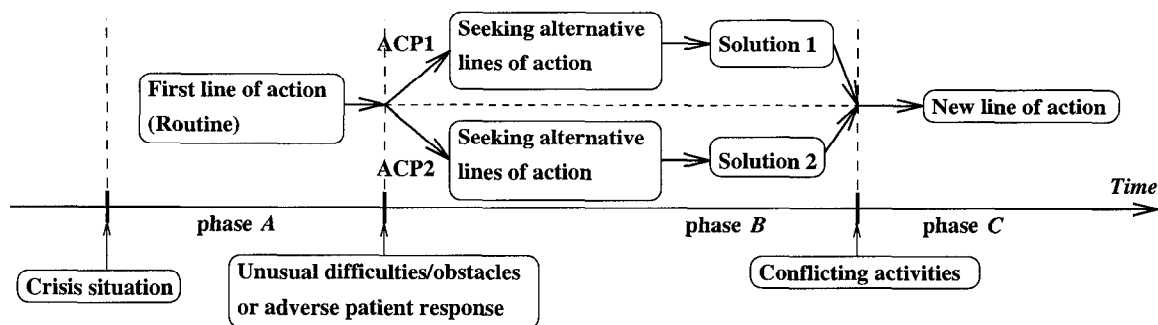 ACP1
Seeking alternative
lines of action
Solution 1
First line of action
(Routine)
New line of action
ACP2
Seeking alternative
lines of action
Solution 2
Time
phase A
phase B
phase C
Crisis situation
Unusual difficulties/obstacles
or adverse patient response
Conflicting activities